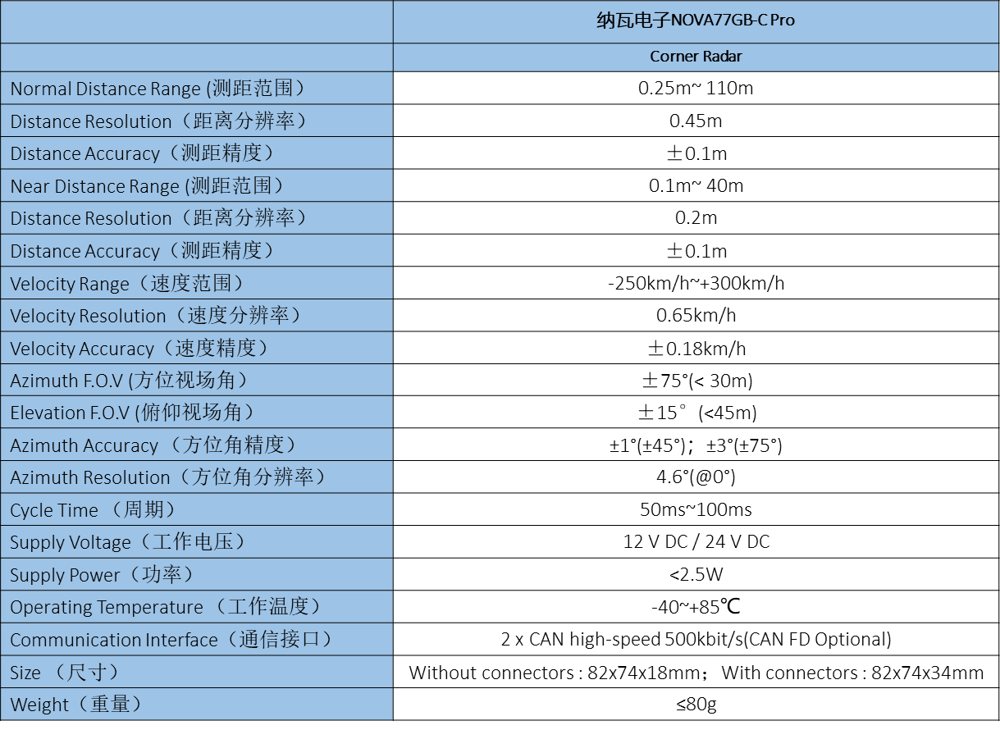 纳瓦电子NOVA77GB-C Pro
Corner Radar
Normal Distance Range (测距范围） 0.25m~ 110m
Distance Resolution（距离分辨率） 0.45m
Distance Accuracy（测距精度） ±0.1m
Near Distance Range (测距范围） 0.1m~ 40m
Distance Resolution（距离分辨率） 0.2m
Distance Accuracy（测距精度） ±0.1m
Velocity Range（速度范围） -250km/h~+300km/h
Velocity Resolution（速度分辨率） 0.65km/h
Velocity Accuracy（速度精度） ±0.18km/h
Azimuth F.O.V (方位视场角） ±75°(< 30m)
Elevation F.O.V (俯仰视场角） ±15°(<45m)
Azimuth Accuracy （方位角精度） ±1°(±45°)；±3°(±75°)
Azimuth Resolution（方位角分辨率） 4.6°(@0°)
Cycle Time （周期） 50ms~100ms
Supply Voltage（工作电压） 12 V DC / 24 V DC
Supply Power（功率） <2.5W
Operating Temperature （工作温度） -40~+85℃
Communication Interface（通信接口） 2 x CAN high-speed 500kbit/s(CAN FD Optional)
Size （尺寸） Without connectors : 82x74x18mm；With connectors : 82x74x34mm
Weight（重量） ≤80g